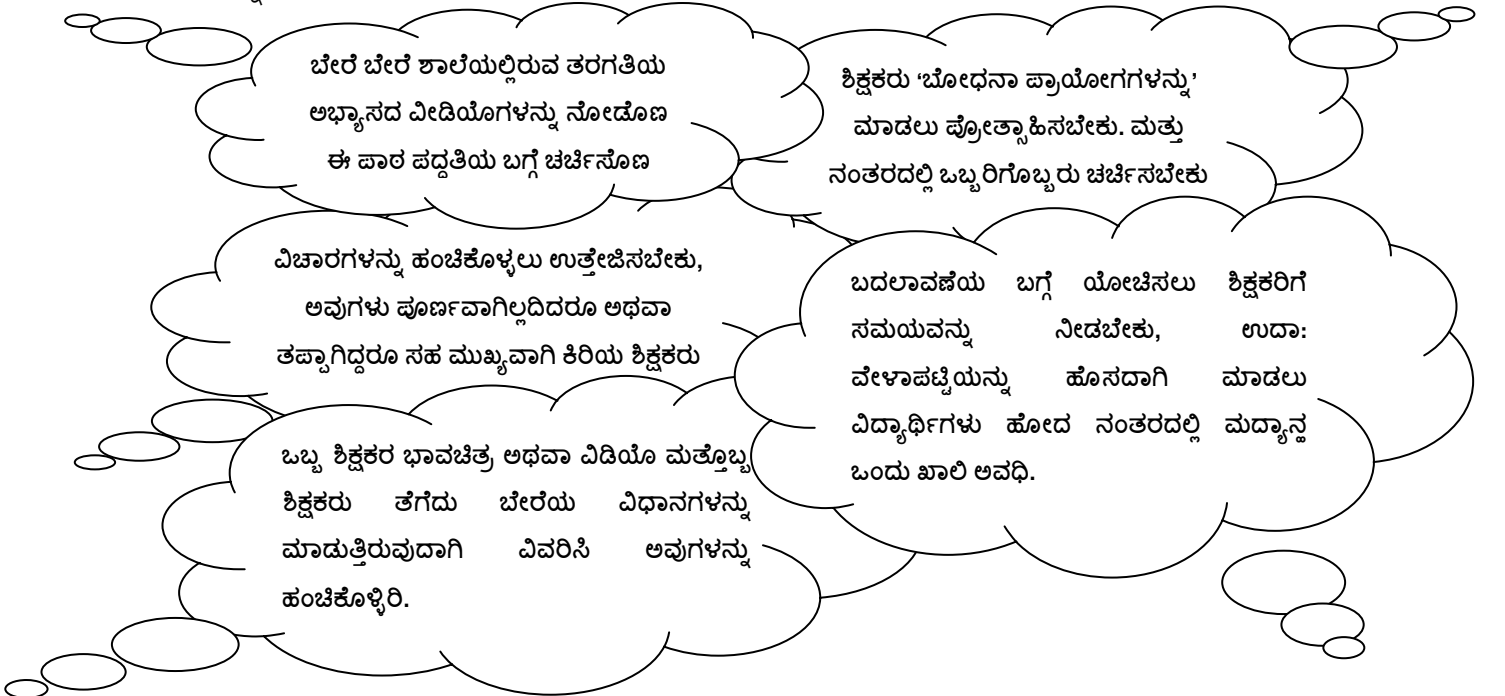 ಬೇರೆ ಬೇರೆ ಶಾಲೆಯಲ್ಲಿರುವ ತರಗತಿಯ
ಅಭ್ಯಾಸದ ವೀಡಿಯೊಗಳನ್ನು ನೋಡೊಣ
ಈ ಪಾಠ ಪದ್ದತಿಯ ಬಗ್ಗೆ ಚರ್ಚಿಸೊಣ
ಶಿಕ್ಷಕರು ‘ಬೋಧನಾ ಪ್ರಾಯೋಗಗಳನ್ನು’
ಮಾಡಲು ಪ್ರೋತ್ಸಾಹಿಸಬೇಕು. ಮತ್ತು
ನಂತರದಲ್ಲಿ ಒಬ್ಬರಿಗೊಬ್ಬರು ಚರ್ಚಿಸಬೇಕು
ವಿಚಾರಗಳನ್ನು ಹಂಚಿಕೊಳ್ಳಲು ಉತ್ತೇಜಿಸಬೇಕು,
ಅವುಗಳು ಪೂರ್ಣವಾಗಿಲ್ಲದಿದರೂ ಅಥವಾ
ತಪ್ಪಾಗಿದ್ದರೂ ಸಹ ಮುಖ್ಯವಾಗಿ ಕಿರಿಯ ಶಿಕ್ಷಕರು
ಬದಲಾವಣೆಯ ಬಗ್ಗೆ ಯೋಚಿಸಲು ಶಿಕ್ಷಕರಿಗೆ
ಸಮಯವನ್ನು ನೀಡಬೇಕು, ಉದಾ:
ವೇಳಾಪಟ್ಟಿಯನ್ನು ಹೊಸದಾಗಿ ಮಾಡಲು
ವಿದ್ಯಾರ್ಥಿಗಳು ಹೋದ ನಂತರದಲ್ಲಿ ಮದ್ಯಾನ್ಹ
ಒಂದು ಖಾಲಿ ಅವಧಿ.
ಒಬ್ಬ ಶಿಕ್ಷಕರ ಭಾವಚಿತ್ರ ಅಥವಾ ವಿಡಿಯೊ ಮತ್ತೊಬ್ಬ
ಶಿಕ್ಷಕರು ತೆಗೆದು ಬೇರೆಯ ವಿಧಾನಗಳನ್ನು
ಮಾಡುತ್ತಿರುವುದಾಗಿ ವಿವರಿಸಿ ಅವುಗಳನ್ನು
ಹಂಚಿಕೊಳ್ಳಿರಿ.